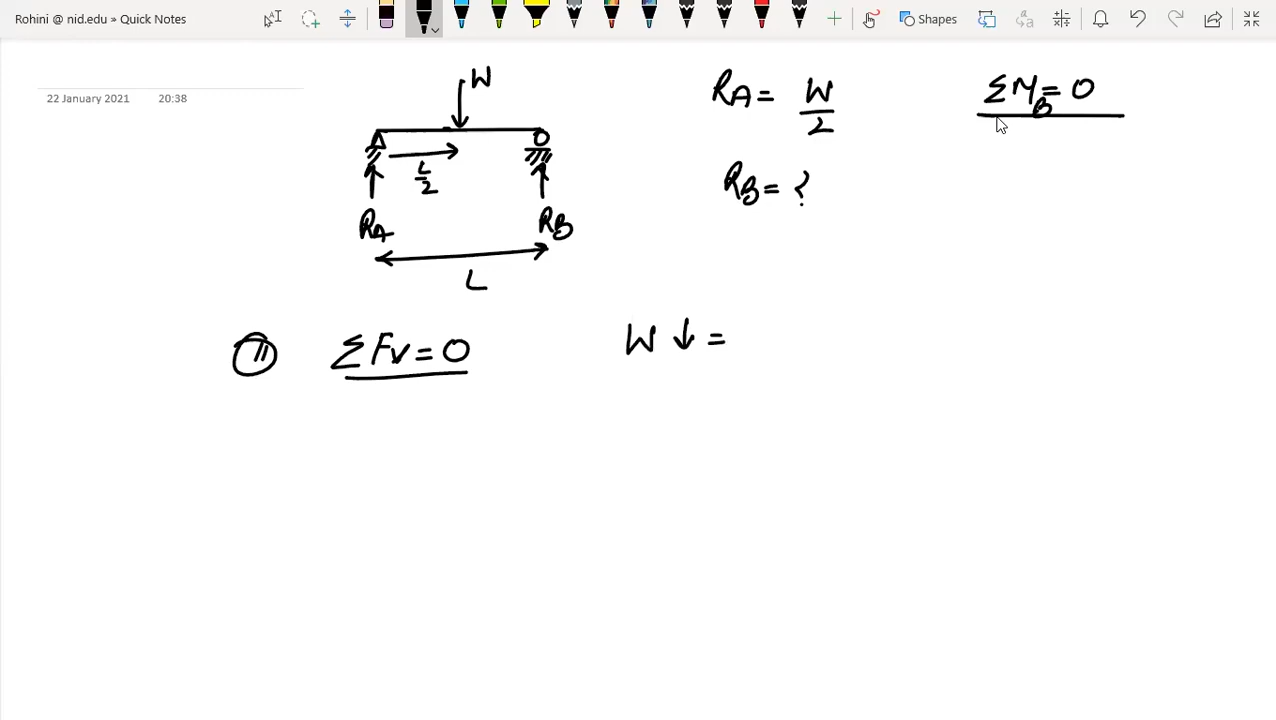 Rohini @ nid.edu » Quick Notes
Shapes
22 January 2021 20:38
W
L/2
RA
RB
L
RA = W/2
ΣMB = 0
RB = ?
ΣFv = 0
W ↓ =